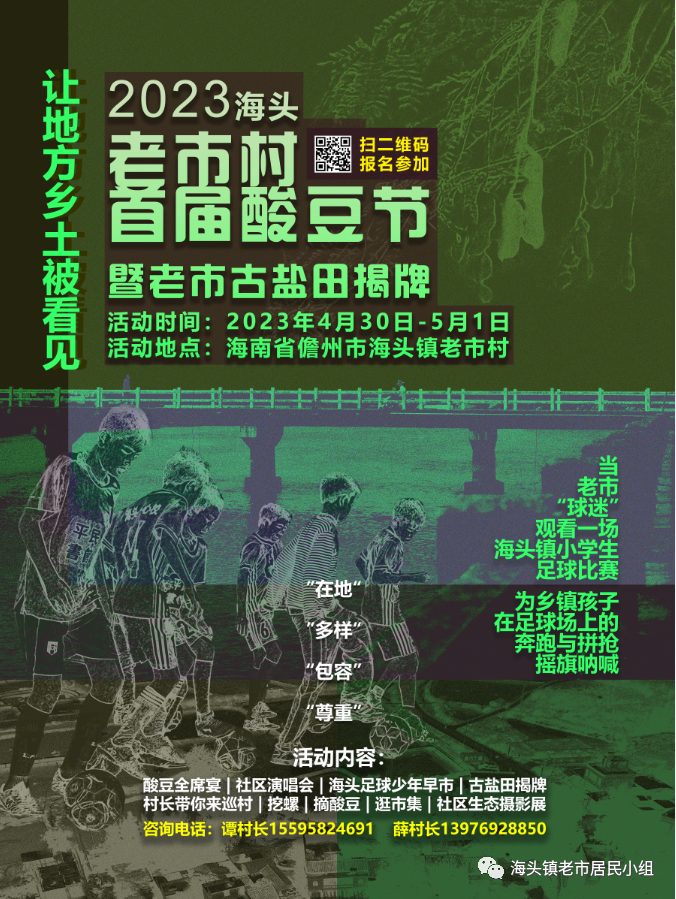 让地方乡土被看见
2023海头
老市村
扫二维码
报名参加
首届酸豆节
暨老市古盐田揭牌
活动时间：2023年4月30日-5月1日
活动地点：海南省儋州市海头镇老市村
当
老市
“球迷”
观看一场
海头镇小学生
足球比赛
为乡镇孩子
在足球场上的
奔跑与拼抢
摇旗呐喊
“在地“
“多样“
“包容“
“尊重“
活动内容：
酸豆全席宴 | 社区演唱会 | 海头足球少年早市 | 古盐田揭牌
村长带你来巡村 | 挖螺 | 摘酸豆 | 逛市集 | 社区生态摄影展
咨询电话：谭村长15595824691 薛村长13976928850
海头镇老市居民小组